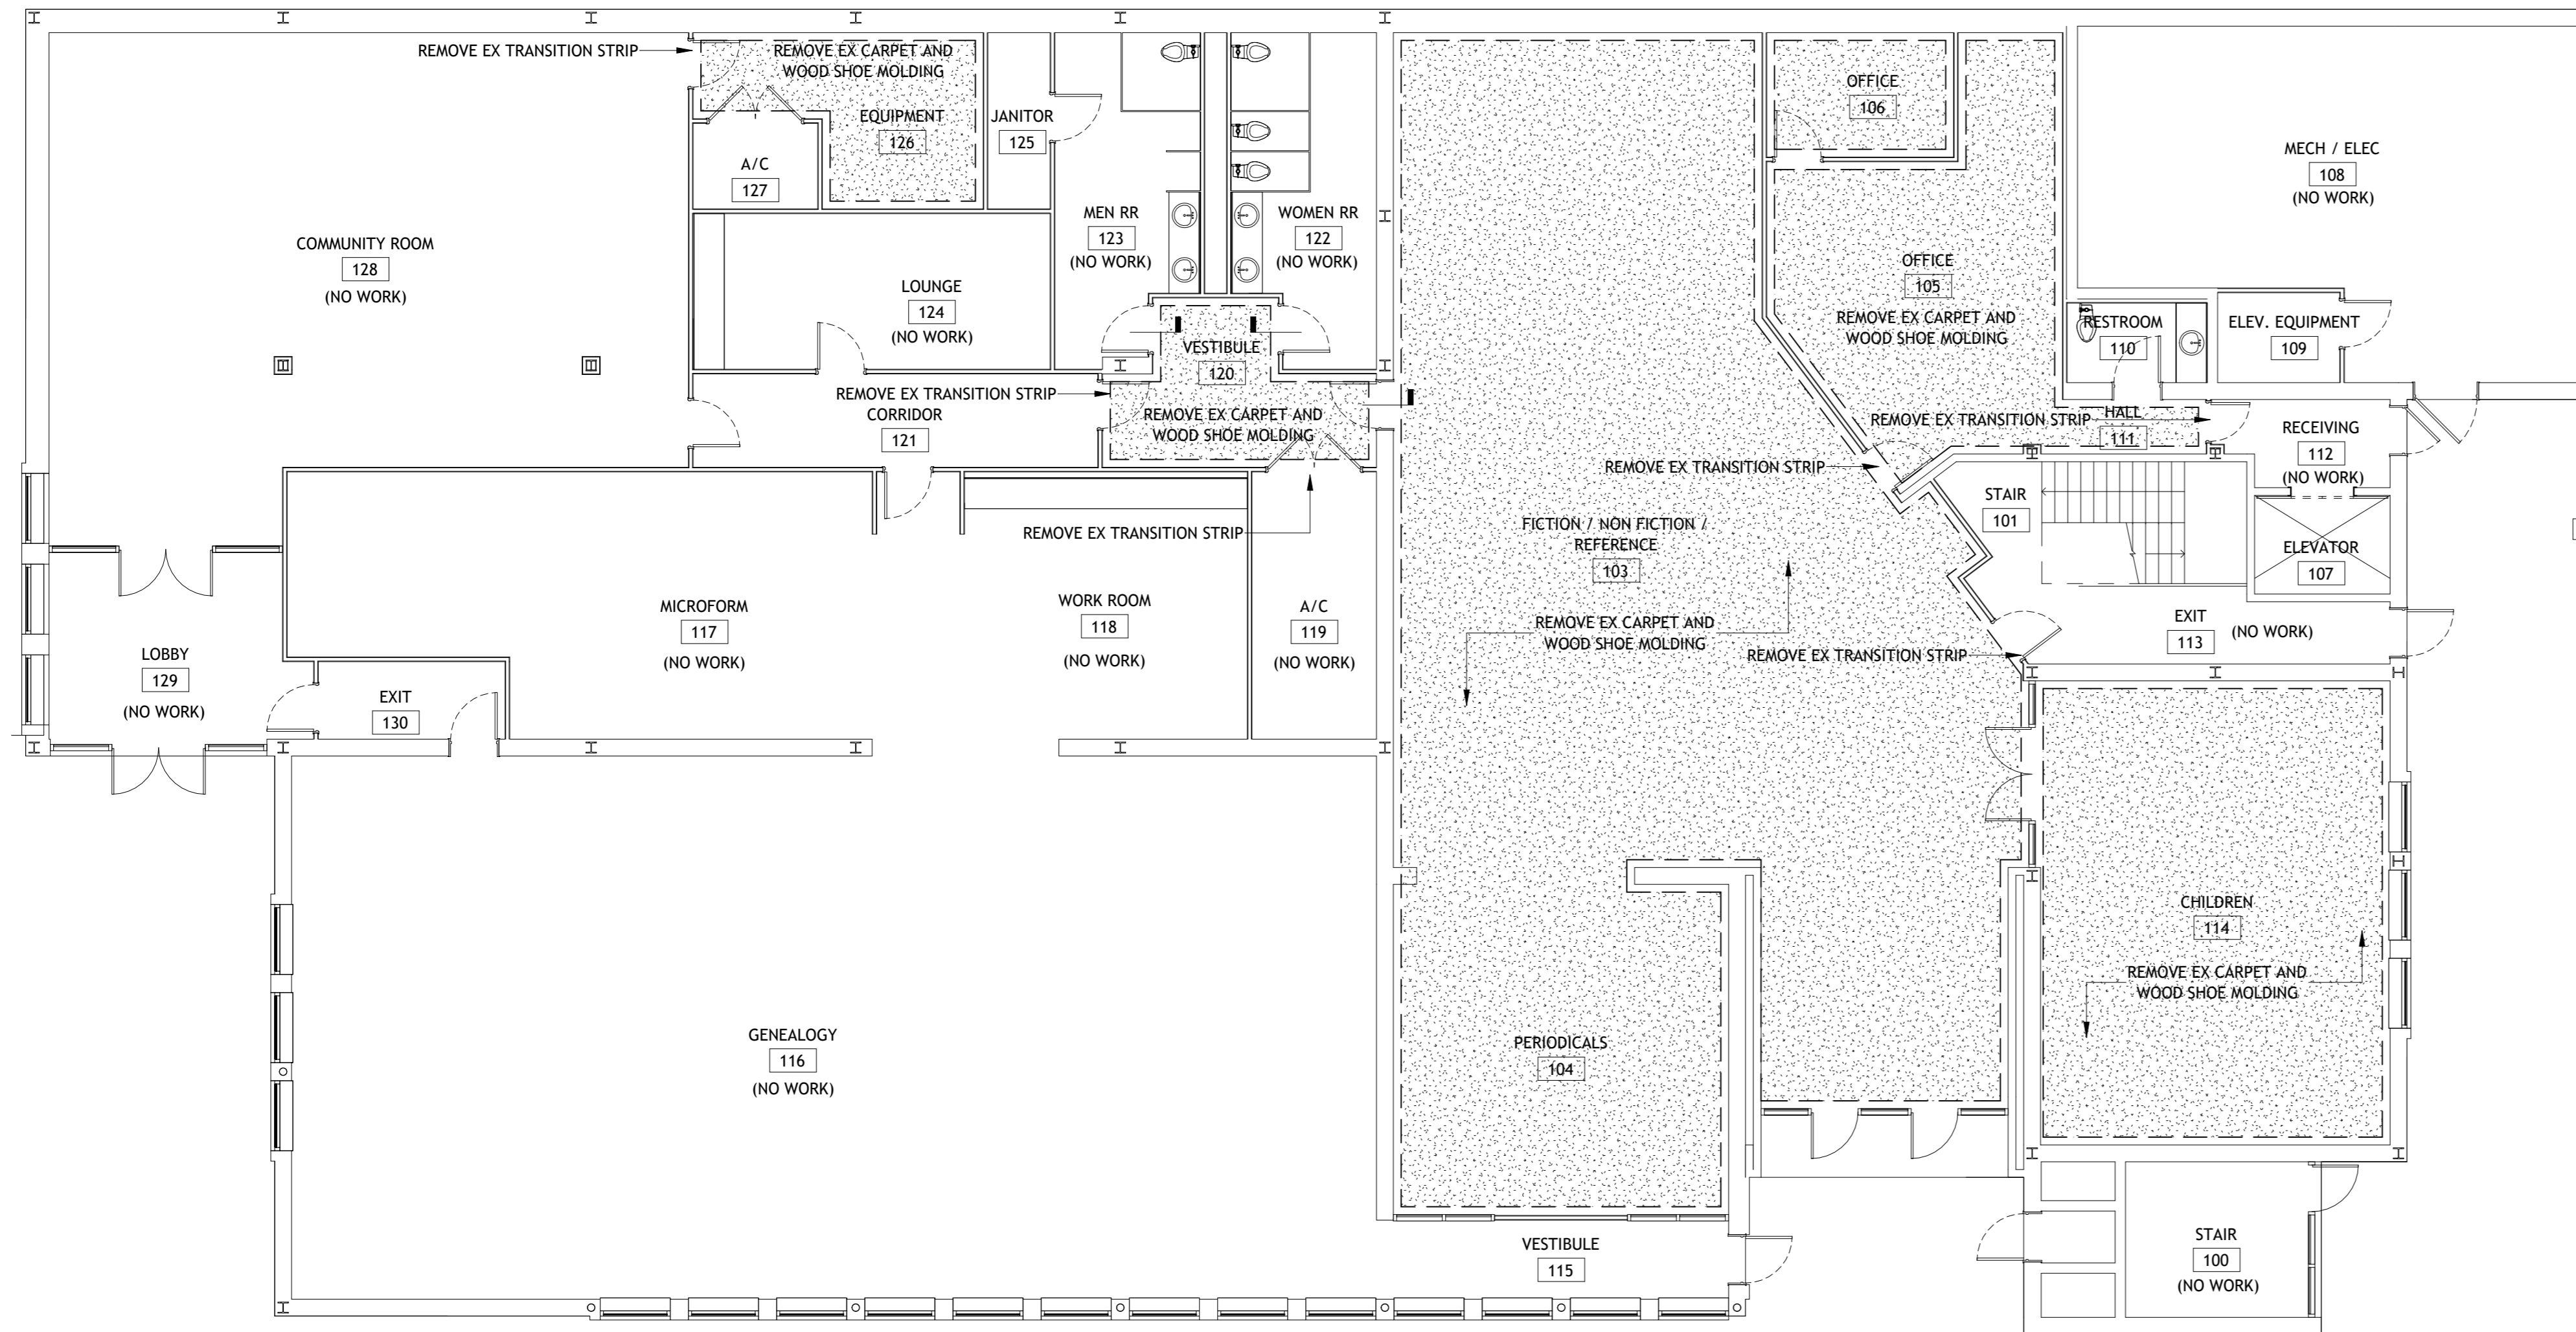 REMOVE EX TRANSITION STRIP
REMOVE EX CARPET AND
WOOD SHOE MOLDING
EQUIPMENT
126
JANITOR
125
A/C
127
COMMUNITY ROOM
128
(NO WORK)
LOUNGE
124
(NO WORK)
MEN RR
123
(NO WORK)
WOMEN RR
122
(NO WORK)
VESTIBULE
120
REMOVE EX TRANSITION STRIP
CORRIDOR
121
REMOVE EX CARPET AND
WOOD SHOE MOLDING
OFFICE
106
OFFICE
105
REMOVE EX CARPET AND
WOOD SHOE MOLDING
MECH / ELEC
108
(NO WORK)
RESTROOM
110
ELEV. EQUIPMENT
109
REMOVE EX TRANSITION STRIP
HALL
111
RECEIVING
112
(NO WORK)
REMOVE EX TRANSITION STRIP
STAIR
101
ELEVATOR
107
EXIT
113
(NO WORK)
REMOVE EX TRANSITION STRIP
FICTION / NON FICTION /
REFERENCE
103
REMOVE EX CARPET AND
WOOD SHOE MOLDING
REMOVE EX TRANSITION STRIP
MICROFORM
117
(NO WORK)
WORK ROOM
118
(NO WORK)
A/C
119
(NO WORK)
LOBBY
129
(NO WORK)
EXIT
130
GENEALOGY
116
(NO WORK)
PERIODICALS
104
CHILDREN
114
REMOVE EX CARPET AND
WOOD SHOE MOLDING
VESTIBULE
115
STAIR
100
(NO WORK)